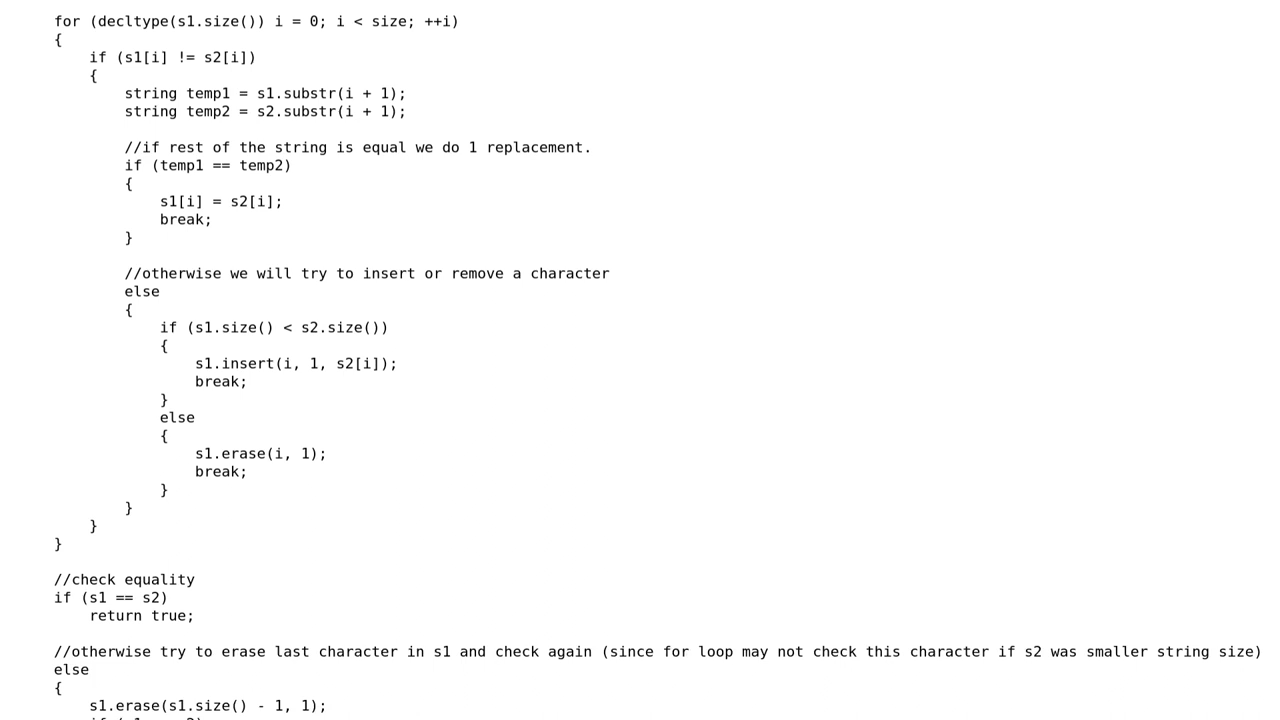 for (decltype(s1.size()) i = 0; i < size; ++i)
{
if (s1[i] != s2[i])
{
string temp1 = s1.substr(i + 1);
string temp2 = s2.substr(i + 1);
//if rest of the string is equal we do 1 replacement.
if (temp1 == temp2)
{
s1[i] = s2[i];
break;
}
//otherwise we will try to insert or remove a character
else
{
if (s1.size() < s2.size())
{
s1.insert(i, 1, s2[i]);
break;
}
else
{
s1.erase(i, 1);
break;
}
}
}
}
//check equality
if (s1 == s2)
return true;
//otherwise try to erase last character in s1 and check again (since for loop may not check this character if s2 was smaller string size)
else
{
s1.erase(s1.size() - 1, 1);